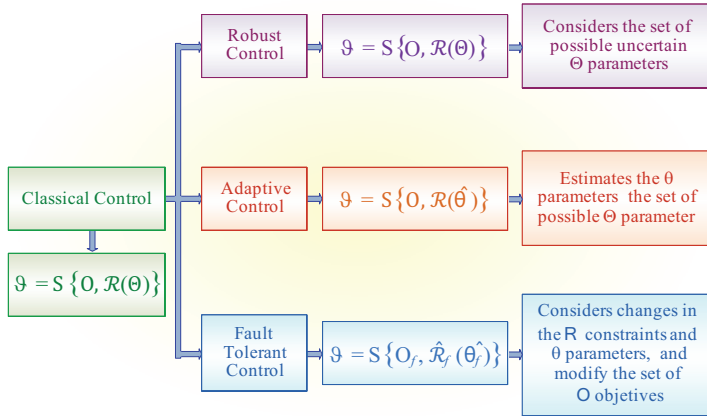 Robust
Control
ϑ = S{O, ℛ(Θ)}
Considers the set of
possible uncertain
Θ parameters
Classical Control
ϑ = S {O, ℛ(Θ)}
Adaptive
Control
ϑ = S{O, ℛ(θ̂)}
Estimates the θ
parameters the set of
possible Θ parameter
Fault
Tolerant
Control
ϑ = S{O_f, ℛ̂_f (θ̂_f)}
Considers changes in
the R constraints and
θ parameters, and
modify the set of
O objetives